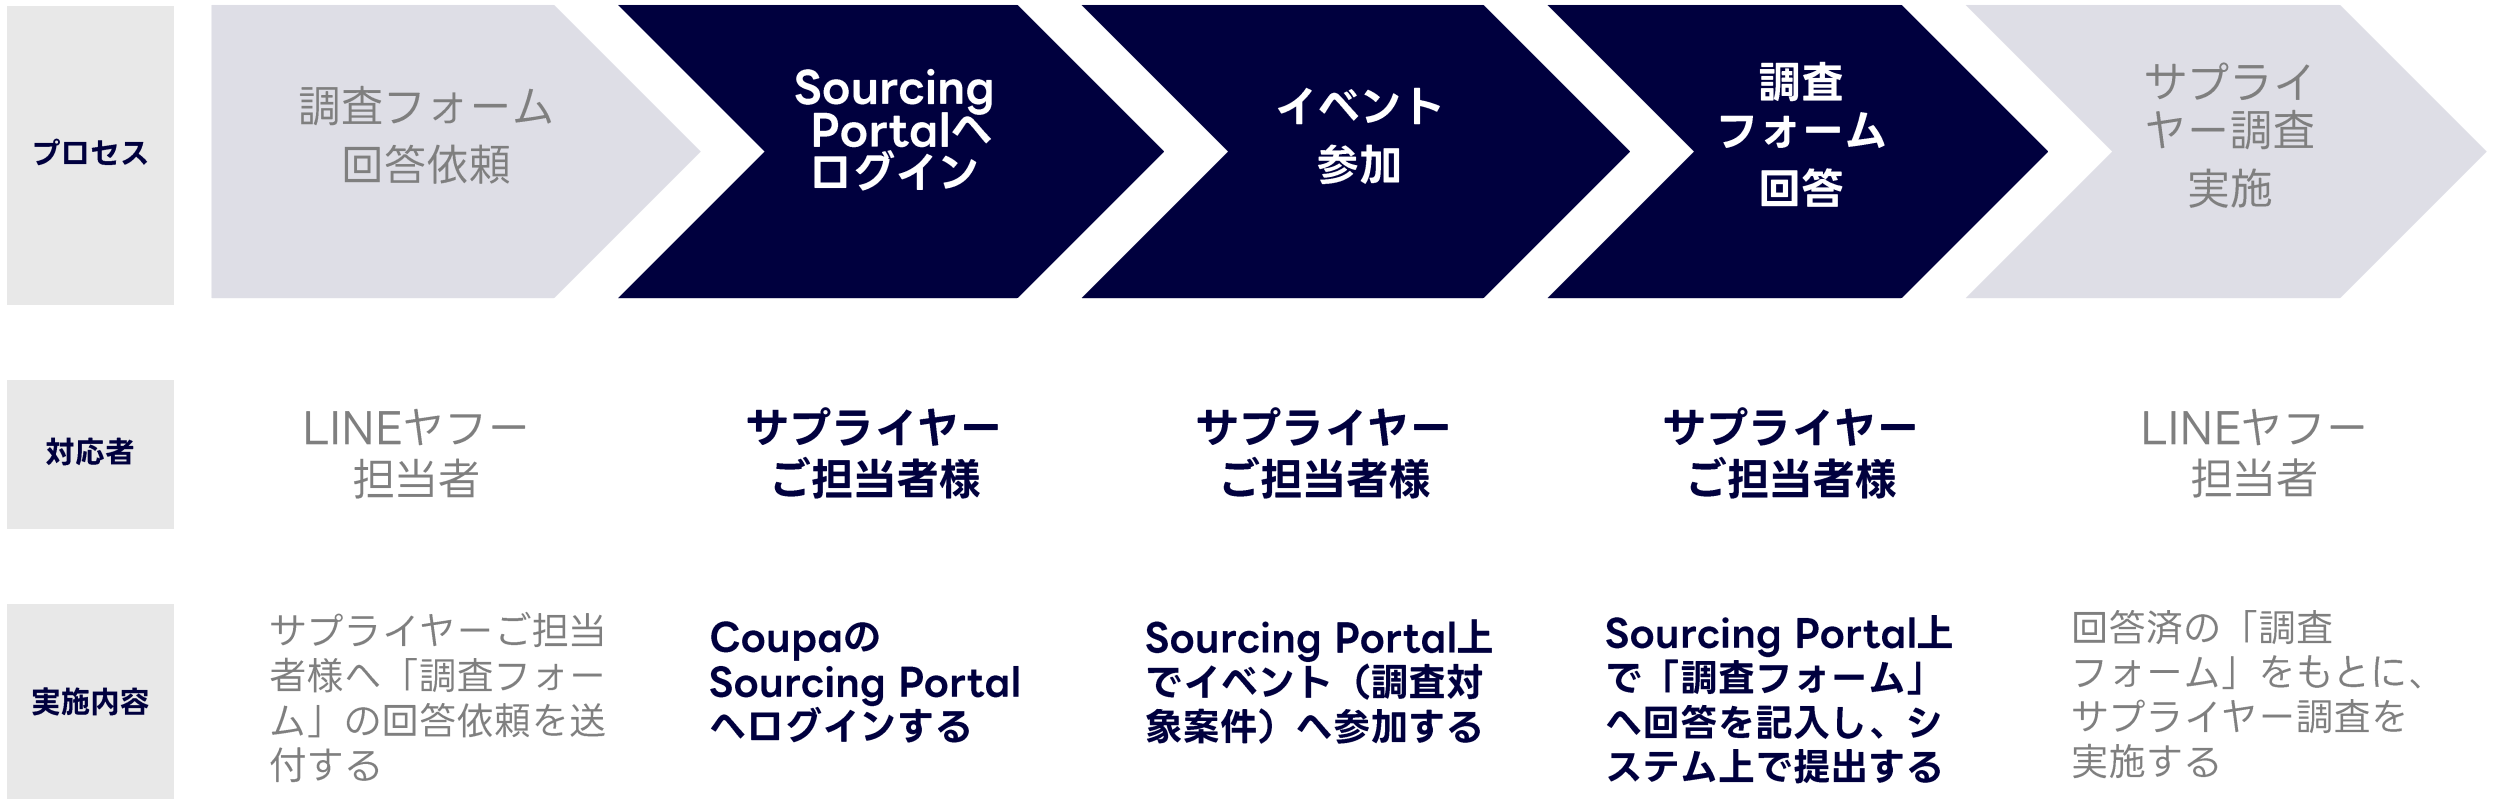 プロセス
調査フォーム
回答依頼
Sourcing
Portalへ
ログイン
イベント
参加
調査
フォーム
回答
サプライ
ヤー調査
実施
対応者
LINEヤフー
担当者
サプライヤー
ご担当者様
サプライヤー
ご担当者様
サプライヤー
ご担当者様
LINEヤフー
担当者
実施内容
サプライヤーご担当
者様へ「調査フォー
ム」の回答依頼を送
付する
Coupaの
Sourcing Portal
へログインする
Sourcing Portal上
でイベント（調査依
頼案件）へ参加する
Sourcing Portal上
で「調査フォーム」
へ回答を記入し、シ
ステム上で提出する
回答済の「調査
フォーム」をもとに、
サプライヤー調査を
実施する